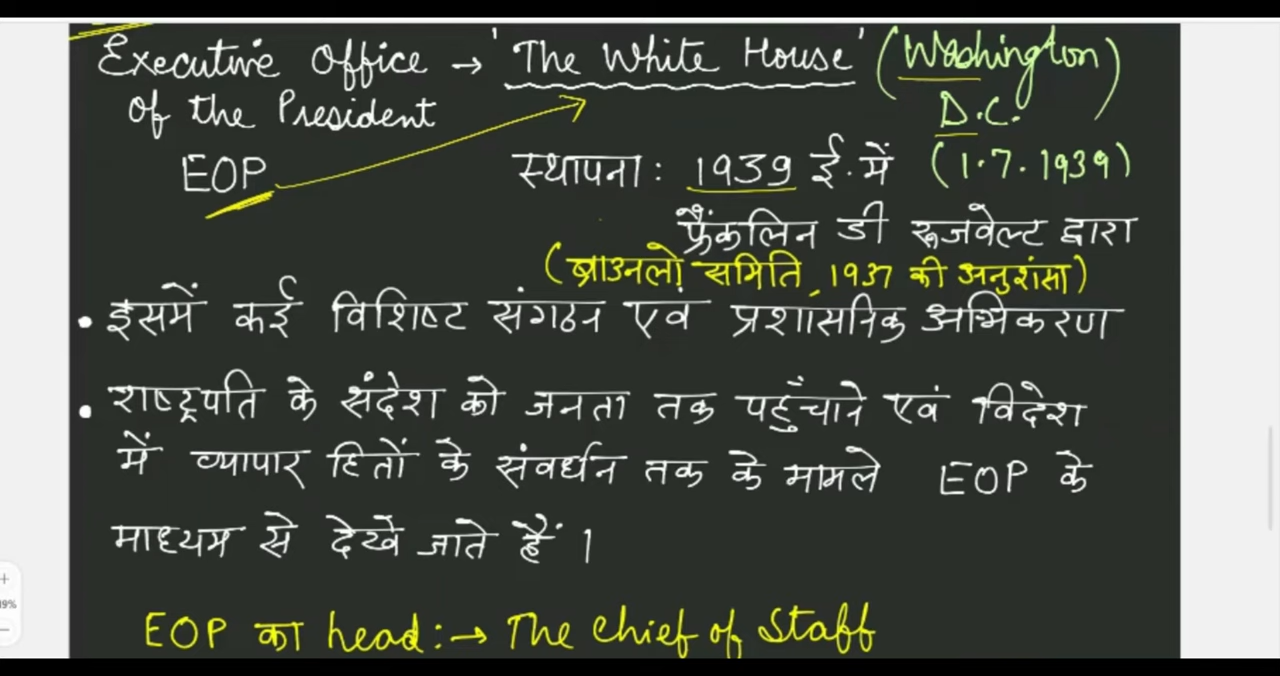 Executive Office → 'The White House' (Washington
of the President D.C.
EOP स्थापना: 1939 ई. में (1.7.1939)
फ्रैंकलिन डी रूजवेल्ट द्वारा
(ब्राउनलो समिति, 1937 की अनुशंसा)
• इसमें कई विशिष्ट संगठन एवं प्रशासनिक अभिकरण
• राष्ट्रपति के संदेश को जनता तक पहुँचाने एवं विदेश
में व्यापार हितों के संवर्धन तक के मामले EOP के
माध्यम से देखे जाते हैं ।
EOP का head :→ The Chief of Staff
+
19%
-